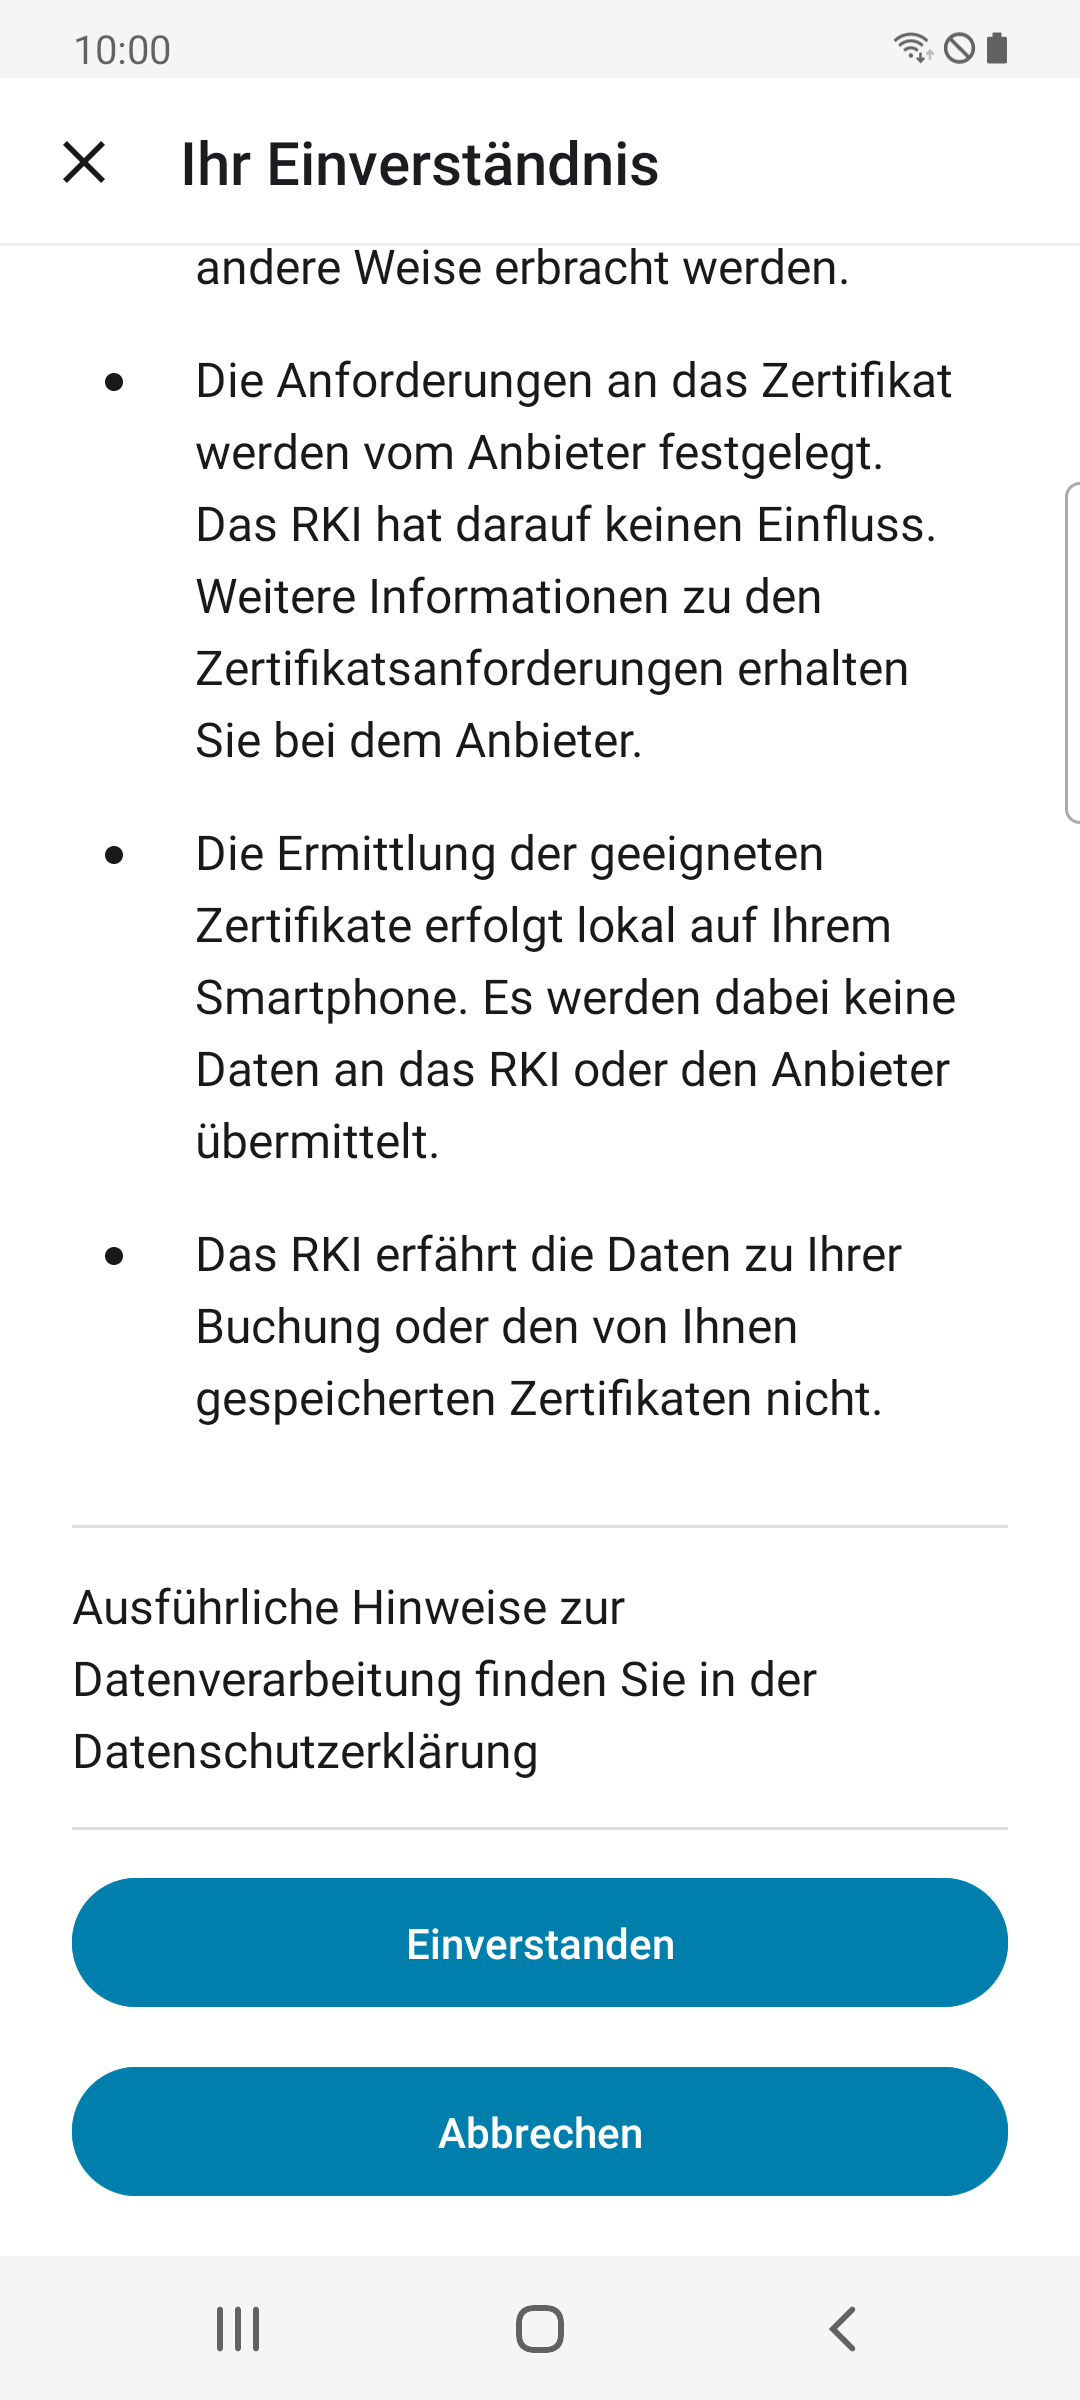 10:00
Ihr Einverständnis
andere Weise erbracht werden.
Die Anforderungen an das Zertifikat
werden vom Anbieter festgelegt.
Das RKI hat darauf keinen Einfluss.
Weitere Informationen zu den
Zertifikatsanforderungen erhalten
Sie bei dem Anbieter.
Die Ermittlung der geeigneten
Zertifikate erfolgt lokal auf Ihrem
Smartphone. Es werden dabei keine
Daten an das RKI oder den Anbieter
übermittelt.
Das RKI erfährt die Daten zu Ihrer
Buchung oder den von Ihnen
gespeicherten Zertifikaten nicht.
Ausführliche Hinweise zur
Datenverarbeitung finden Sie in der
Datenschutzerklärung
Einverstanden
Abbrechen